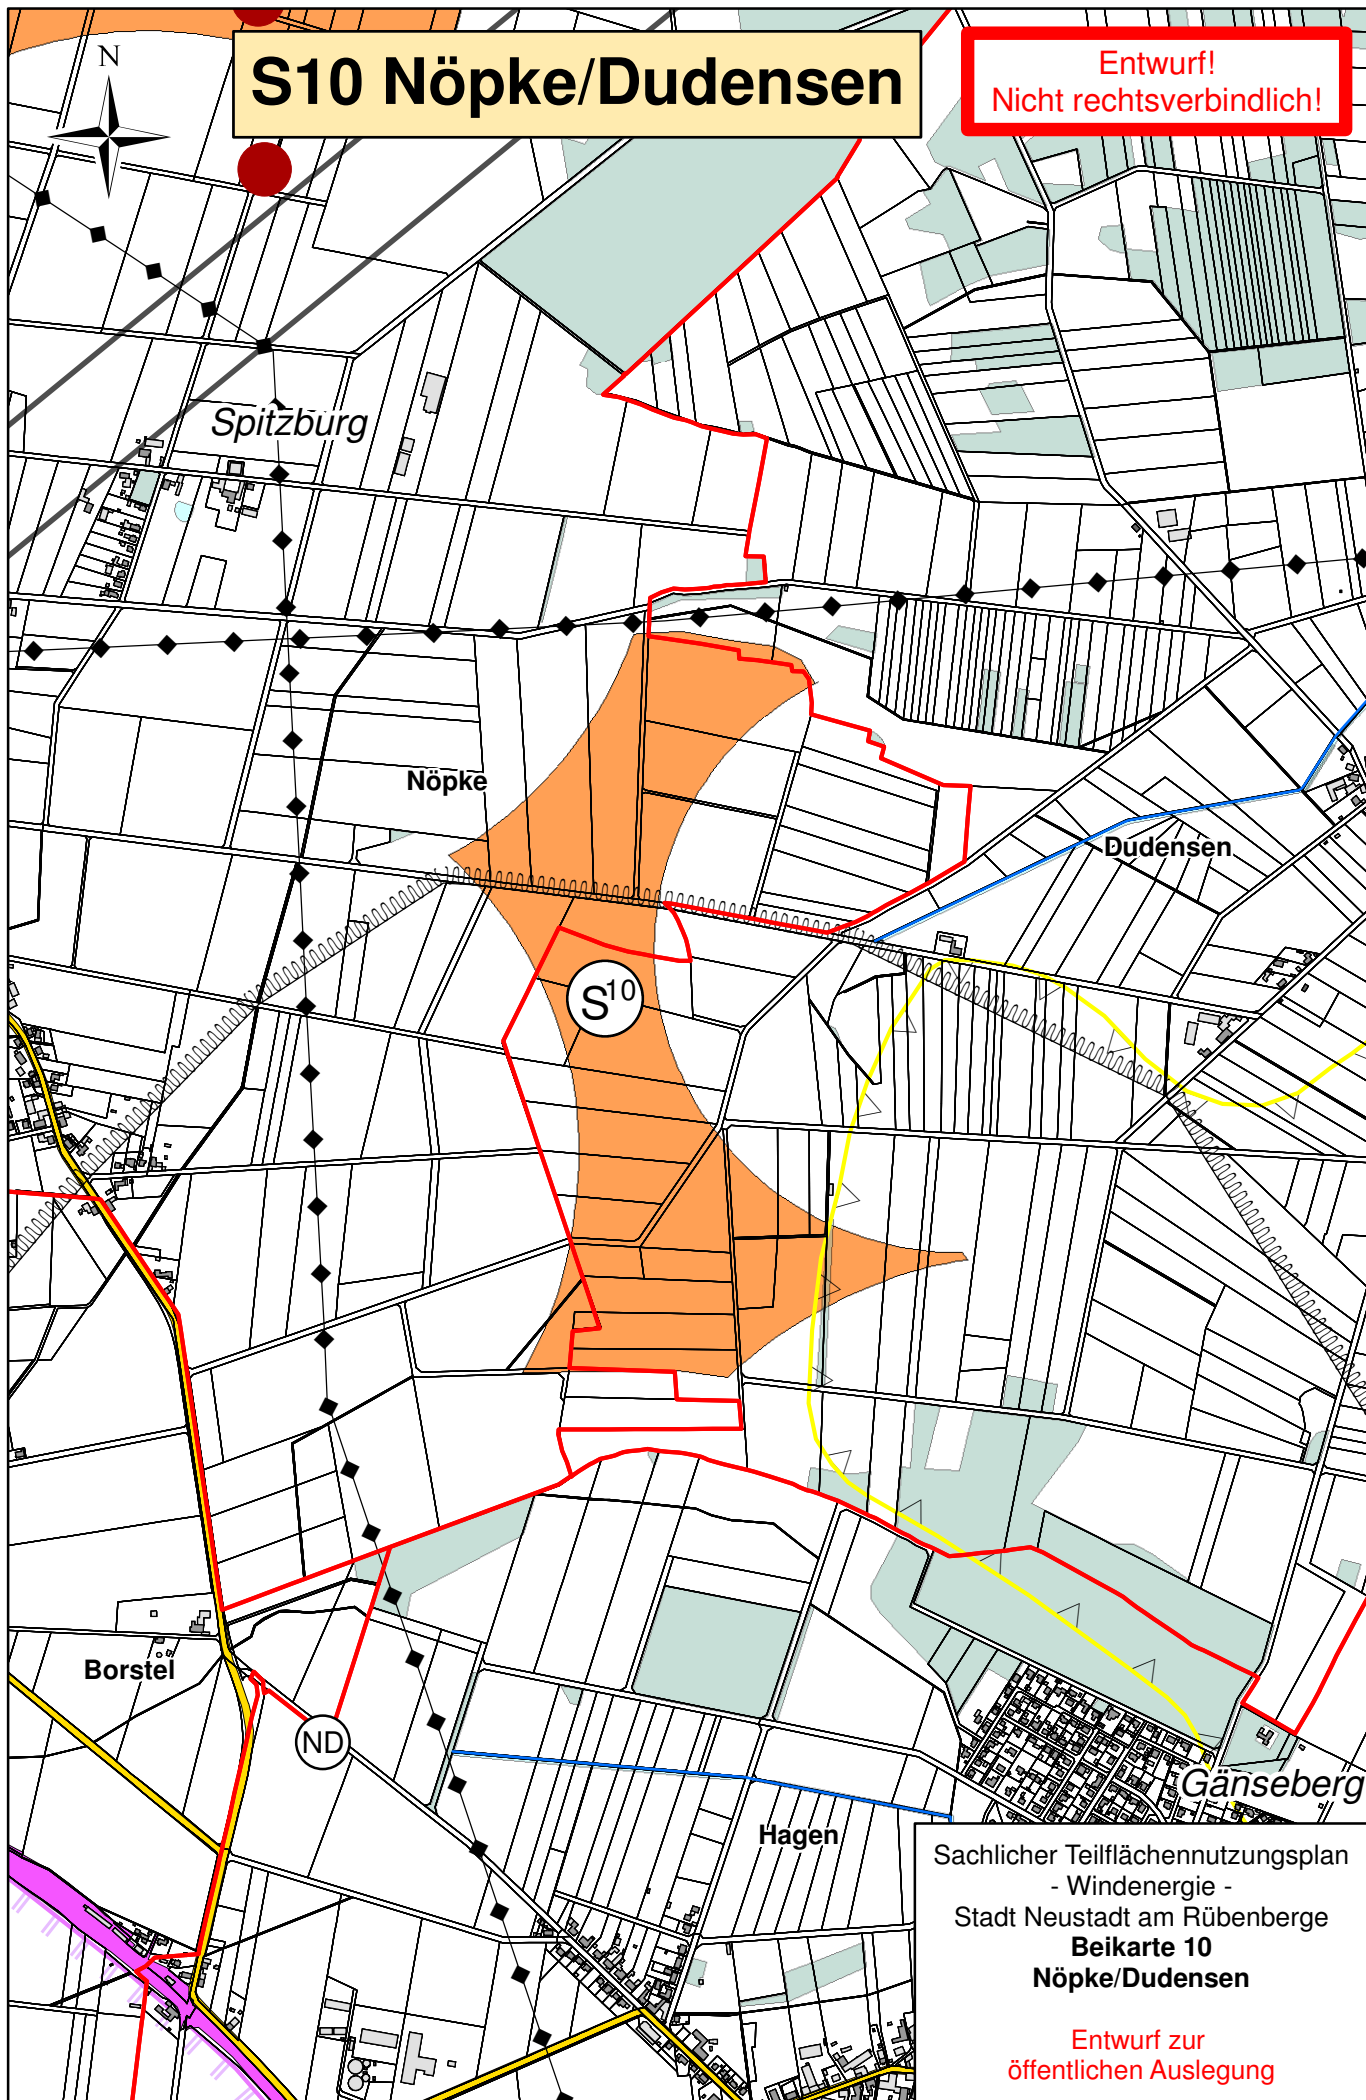 N
S10 Nöpke/Dudensen
Entwurf!
Nicht rechtsverbindlich!
Spitzburg
Nöpke
Dudensen
S10
Borstel
ND
Gänseberg
Hagen
Sachlicher Teilflächennutzungsplan
- Windenergie -
Stadt Neustadt am Rübenberge
Beikarte 10
Nöpke/Dudensen
Entwurf zur
öffentlichen Auslegung